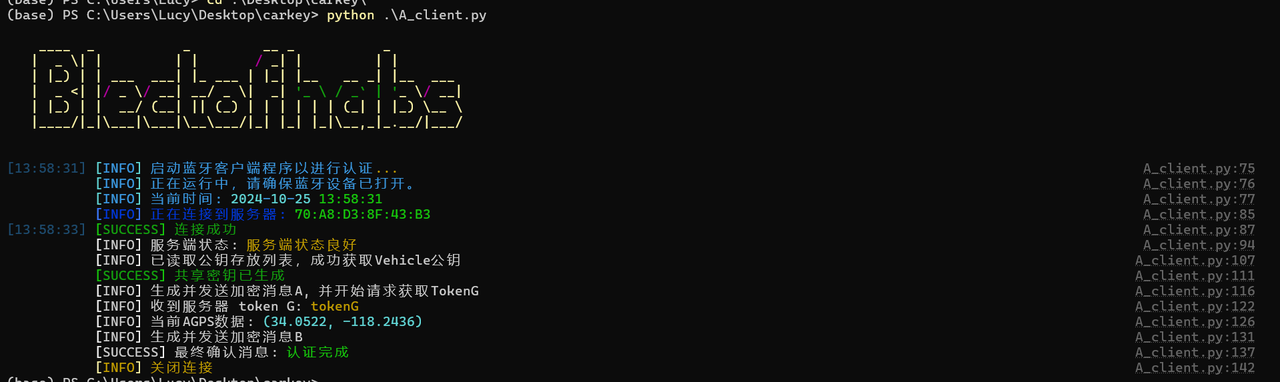 (base) PS C:\Users\Lucy> cd .\Desktop\carkey\
(base) PS C:\Users\Lucy\Desktop\carkey> python .\A_client.py
Blectofhabs
[13:58:31] [INFO] 启动蓝牙客户端程序以进行认证... A_client.py:75
[INFO] 正在运行中，请确保蓝牙设备已打开。 A_client.py:76
[INFO] 当前时间: 2024-10-25 13:58:31 A_client.py:77
[INFO] 正在连接到服务器: 70:A8:D3:8F:43:B3 A_client.py:85
[13:58:33] [SUCCESS] 连接成功 A_client.py:87
[INFO] 服务端状态: 服务端状态良好 A_client.py:94
[INFO] 已读取公钥存放列表，成功获取Vehicle公钥 A_client.py:107
[SUCCESS] 共享密钥已生成 A_client.py:111
[INFO] 生成并发送加密消息A，并开始请求获取TokenG A_client.py:116
[INFO] 收到服务器 token G: tokenG A_client.py:122
[INFO] 当前AGPS数据: (34.0522, -118.2436) A_client.py:126
[INFO] 生成并发送加密消息B A_client.py:131
[SUCCESS] 最终确认消息: 认证完成 A_client.py:137
[INFO] 关闭连接 A_client.py:142
(base) PS C:\Users\Lucy\Desktop\carkey>